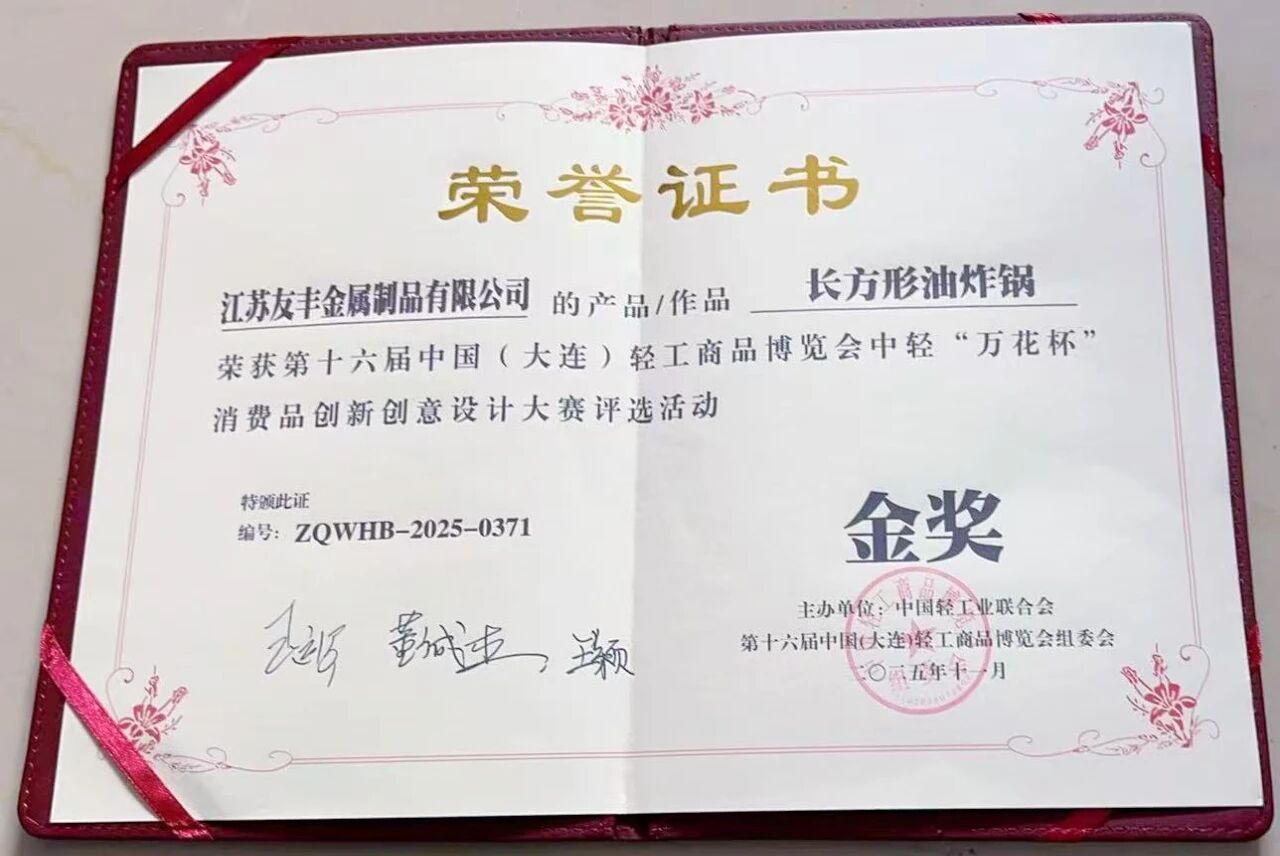 荣誉证书
江苏友丰金属制品有限公司 的产品/作品 长方形油炸锅
荣获第十六届中国（大连）轻工商品博览会中轻“万花杯”
消费品创新创意设计大赛评选活动
特颁此证
编号：ZQWHB-2025-0371
金奖
主办单位：中国轻工业联合会
第十六届中国(大连)轻工商品博览会组委会
二〇二五年十一月